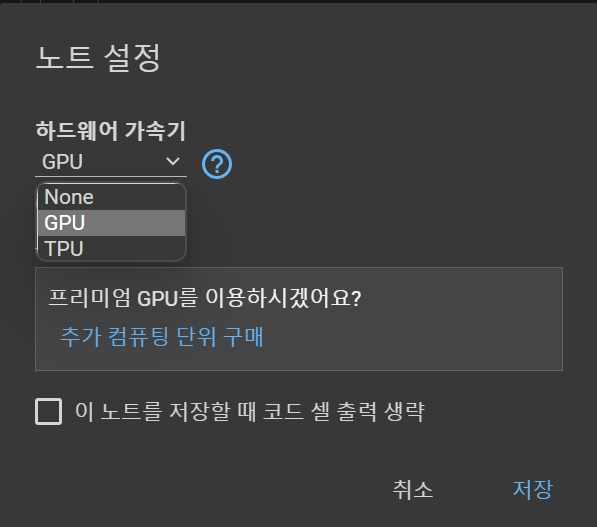 노트 설정
하드웨어 가속기
GPU
None
GPU
TPU
프리미엄 GPU를 이용하시겠어요?
추가 컴퓨팅 단위 구매
이 노트를 저장할 때 코드 셀 출력 생략
취소 저장